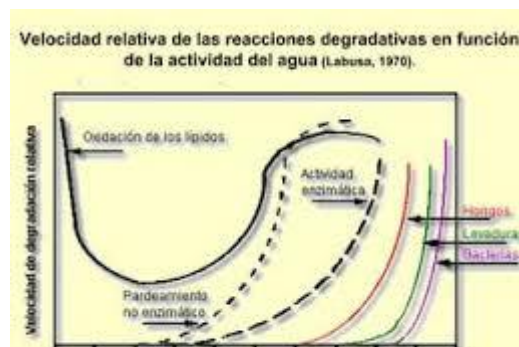 Velocidad relativa de las reacciones degradativas en función
de la actividad del agua (Labusa, 1970).
Oxidación de los lípidos
Actividad
enzimática
Hongos
Levadura
Bacterias
Pardeamiento
no enzimático
Velocidad de degradación relativa